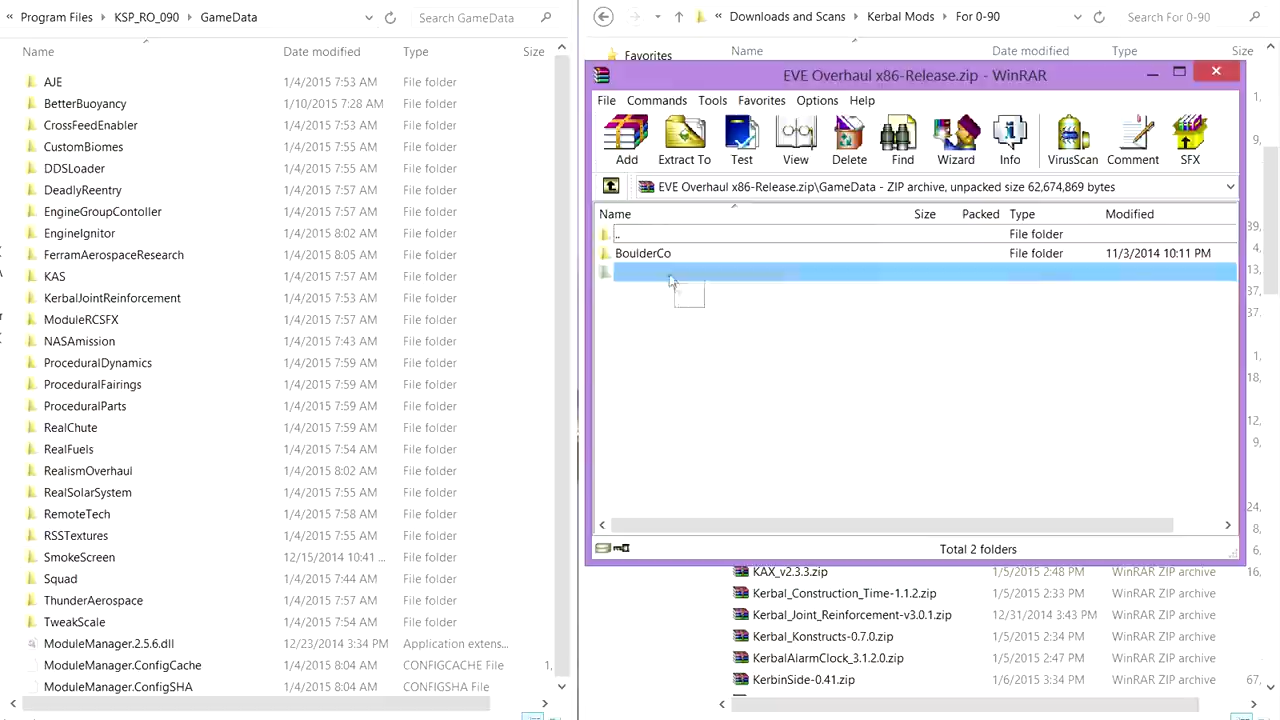 « Program Files ▸ KSP_RO_090 ▸ GameData
Search GameData
Name Date modified Type Size
AJE 1/4/2015 7:53 AM File folder
BetterBuoyancy 1/10/2015 7:28 AM File folder
CrossFeedEnabler 1/4/2015 7:53 AM File folder
CustomBiomes 1/4/2015 7:55 AM File folder
DDSLoader 1/4/2015 7:55 AM File folder
DeadlyReentry 1/4/2015 7:57 AM File folder
EngineGroupContoller 1/4/2015 7:57 AM File folder
EngineIgnitor 1/4/2015 8:02 AM File folder
FerramAerospaceResearch 1/4/2015 8:05 AM File folder
KAS 1/4/2015 7:57 AM File folder
KerbalJointReinforcement 1/4/2015 7:55 AM File folder
ModuleRCSFX 1/4/2015 7:57 AM File folder
NASAmission 1/4/2015 7:43 AM File folder
ProceduralDynamics 1/4/2015 7:55 AM File folder
ProceduralFairings 1/4/2015 7:59 AM File folder
ProceduralParts 1/4/2015 7:59 AM File folder
RealChute 1/4/2015 7:59 AM File folder
RealFuels 1/4/2015 7:54 AM File folder
RealismOverhaul 1/4/2015 8:02 AM File folder
RealSolarSystem 1/4/2015 7:55 AM File folder
RemoteTech 1/4/2015 7:58 AM File folder
RSSTextures 1/4/2015 7:55 AM File folder
SmokeScreen 12/15/2014 10:41 ... File folder
Squad 1/4/2015 7:44 AM File folder
ThunderAerospace 1/4/2015 7:57 AM File folder
TweakScale 1/4/2015 7:54 AM File folder
ModuleManager.2.5.6.dll 12/23/2014 3:34 PM Application extens...
ModuleManager.ConfigCache 1/4/2015 8:04 AM CONFIGCACHE File 1,
ModuleManager.ConfigSHA 1/4/2015 8:04 AM CONFIGSHA File
« Downloads and Scans ▸ Kerbal Mods ▸ For 0-90
Search For 0-90
Favorites
Name Date modified Type Size
EVE Overhaul x86-Release.zip - WinRAR
File Commands Tools Favorites Options Help
Add Extract To Test View Delete Find Wizard Info VirusScan Comment SFX
EVE Overhaul x86-Release.zip\GameData - ZIP archive, unpacked size 62,674,869 bytes
Name Size Packed Type Modified
.. File folder
BoulderCo File folder 11/3/2014 10:11 PM
Total 2 folders
1,
9,
39,
13,
37,
37.
1,
18,
12,
9,
24,
8,
6,
KAX_v2.3.3.zip 1/5/2015 2:48 PM WinRAR ZIP archive 16,
Kerbal_Construction_Time-1.1.2.zip 1/5/2015 2:33 PM WinRAR ZIP archive
Kerbal_Joint_Reinforcement-v3.0.1.zip 12/31/2014 3:43 PM WinRAR ZIP archive
Kerbal_Konstructs-0.7.0.zip 1/5/2015 2:34 PM WinRAR ZIP archive
KerbalAlarmClock_3.1.2.0.zip 1/5/2015 2:47 PM WinRAR ZIP archive
KerbinSide-0.41.zip 1/6/2015 3:34 PM WinRAR ZIP archive 67,